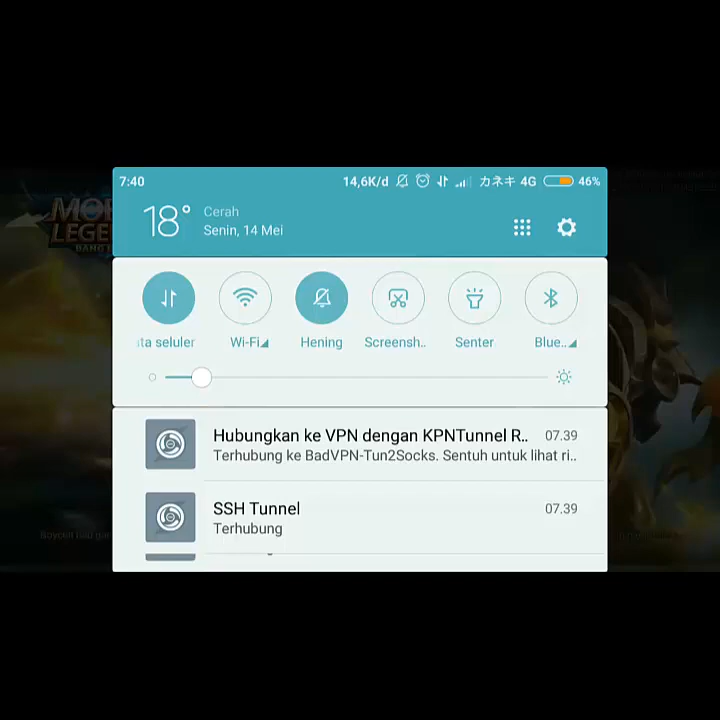 7:40 14,6K/d カネキ 4G 46%
18° Cerah
Senin, 14 Mei
ta seluler Wi-Fi Hening Screensh.. Senter Blue..
Hubungkan ke VPN dengan KPNTunnel R.. 07.39
Terhubung ke BadVPN-Tun2Socks. Sentuh untuk lihat ri..
SSH Tunnel 07.39
Terhubung